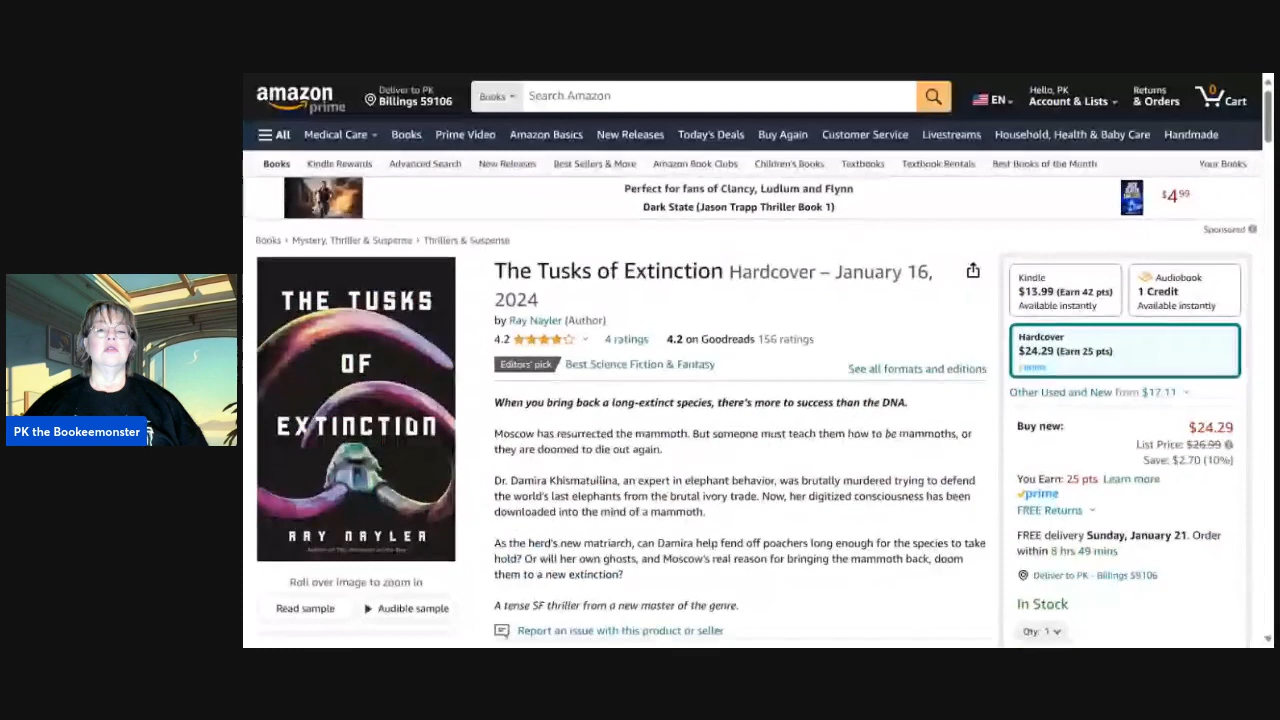 amazon
prime
Deliver to PK
Billings 59106
Books
Search Amazon
EN
Hello, PK
Account & Lists
Returns
& Orders
0
Cart
All
Medical Care
Books
Prime Video
Amazon Basics
New Releases
Today's Deals
Buy Again
Customer Service
Livestreams
Household, Health & Baby Care
Handmade
Books
Kindle Rewards
Advanced Search
New Releases
Best Sellers & More
Amazon Book Clubs
Children's Books
Textbooks
Textbook Rentals
Best Books of the Month
Your Books
Perfect for fans of Clancy, Ludlum and Flynn
Dark State (Jason Trapp Thriller Book 1)
$4.99
Sponsored
Books › Mystery, Thriller & Suspense › Thrillers & Suspense
THE TUSKS
OF
EXTINCTION
RAY NAYLER
Roll over image to zoom in
Read sample
Audible sample
The Tusks of Extinction Hardcover – January 16,
2024
by Ray Nayler (Author)
4.2
4 ratings
4.2 on Goodreads 156 ratings
Editors' pick
Best Science Fiction & Fantasy
See all formats and editions
When you bring back a long-extinct species, there's more to success than the DNA.
Moscow has resurrected the mammoth. But someone must teach them how to be mammoths, or
they are doomed to die out again.
Dr. Damira Khismatullina, an expert in elephant behavior, was brutally murdered trying to defend
the world's last elephants from the brutal ivory trade. Now, her digitized consciousness has been
downloaded into the mind of a mammoth.
As the herd's new matriarch, can Damira help fend off poachers long enough for the species to take
hold? Or will her own ghosts, and Moscow's real reason for bringing the mammoth back, doom
them to a new extinction?
A tense SF thriller from a new master of the genre.
Report an issue with this product or seller
Kindle
$13.99 (Earn 42 pts)
Available instantly
Audiobook
1 Credit
Available instantly
Hardcover
$24.29 (Earn 25 pts)
prime
Other Used and New from $17.11
Buy new:
$24.29
List Price: $26.99
Save: $2.70 (10%)
You Earn: 25 pts Learn more
prime
FREE Returns
FREE delivery Sunday, January 21. Order
within 8 hrs 49 mins
Deliver to PK - Billings 59106
In Stock
Qty: 1
PK the Bookeemonster